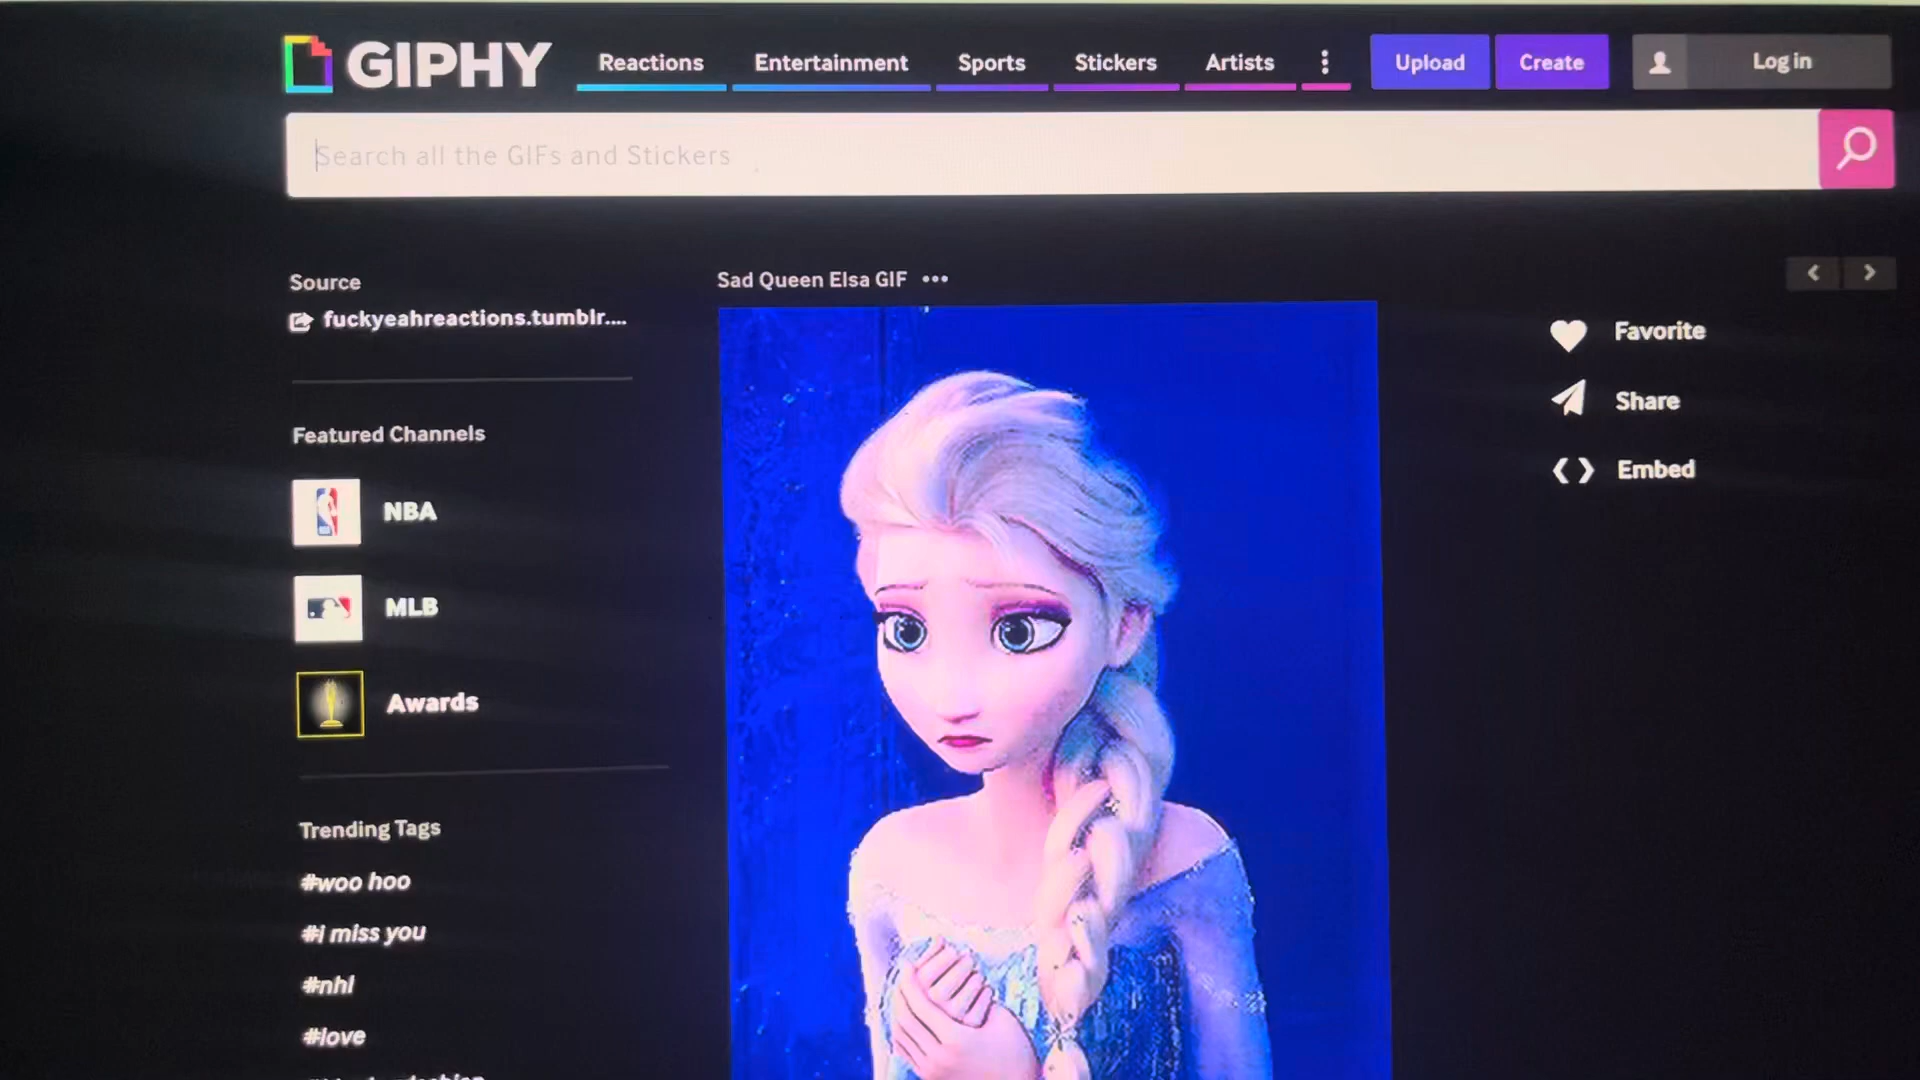 GIPHY
Reactions Entertainment Sports Stickers Artists Upload Create Log in
Search all the GIFs and Stickers
Source
Sad Queen Elsa GIF
fuckyeahreactions.tumblr....
Favorite
Share
Featured Channels
Embed
NBA
MLB
Awards
Trending Tags
#woo hoo
#i miss you
#nhl
#love